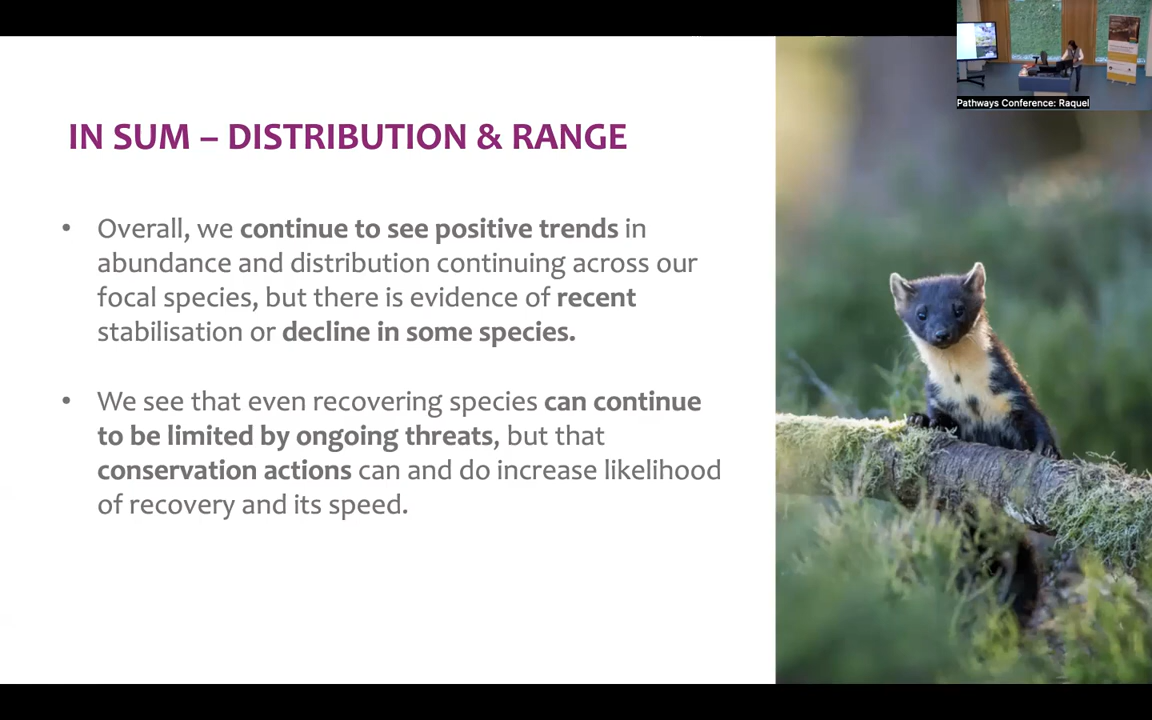 Pathways Conference: Raquel
IN SUM – DISTRIBUTION & RANGE
• Overall, we continue to see positive trends in
abundance and distribution continuing across our
focal species, but there is evidence of recent
stabilisation or decline in some species.
• We see that even recovering species can continue
to be limited by ongoing threats, but that
conservation actions can and do increase likelihood
of recovery and its speed.